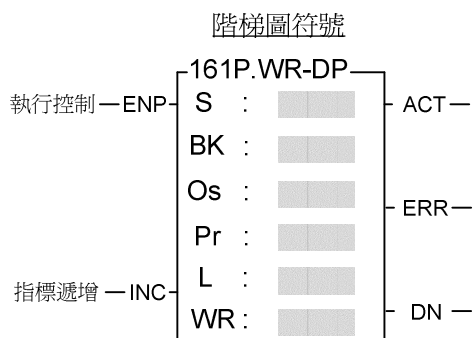 階梯圖符號
161P.WR-DP
執行控制 ENP S : ACT
BK :
Os : ERR
Pr :
指標遞增 INC L :
WR : DN